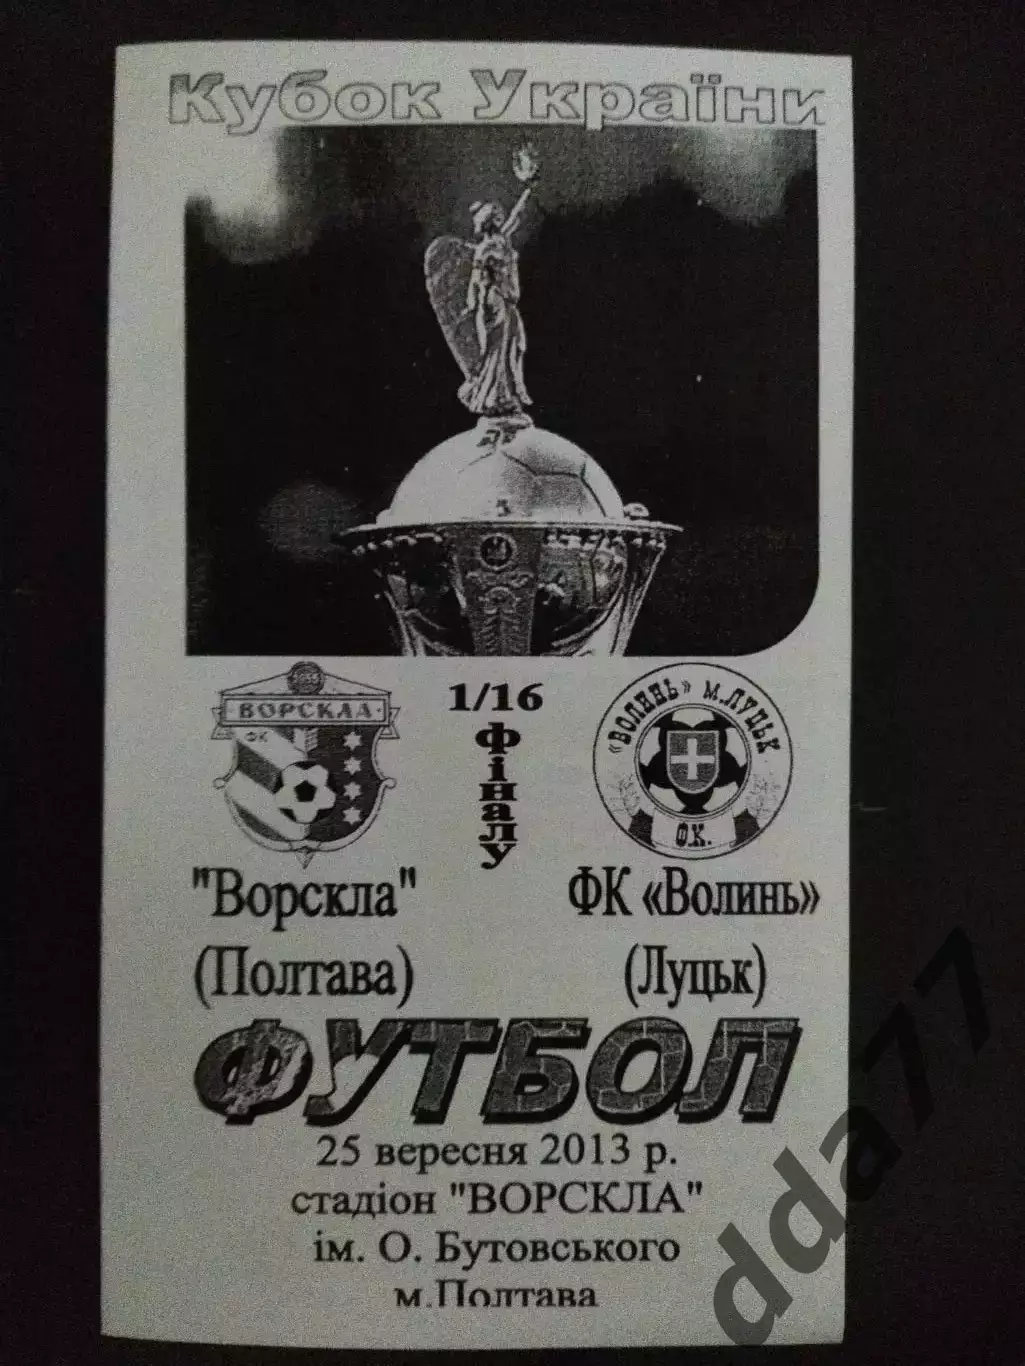 Кубок України
1955
ВОРСКЛА
ФК
1/16
фіналу
«ВОЛИНЬ» М.ЛУЦЬК
Ф.К.
"Ворскла"
(Полтава)
ФК «Волинь»
(Луцьк)
ФУТБОЛ
25 вересня 2013 р.
стадіон "ВОРСКЛА"
ім. О. Бутовського
м.Полтава
dda77